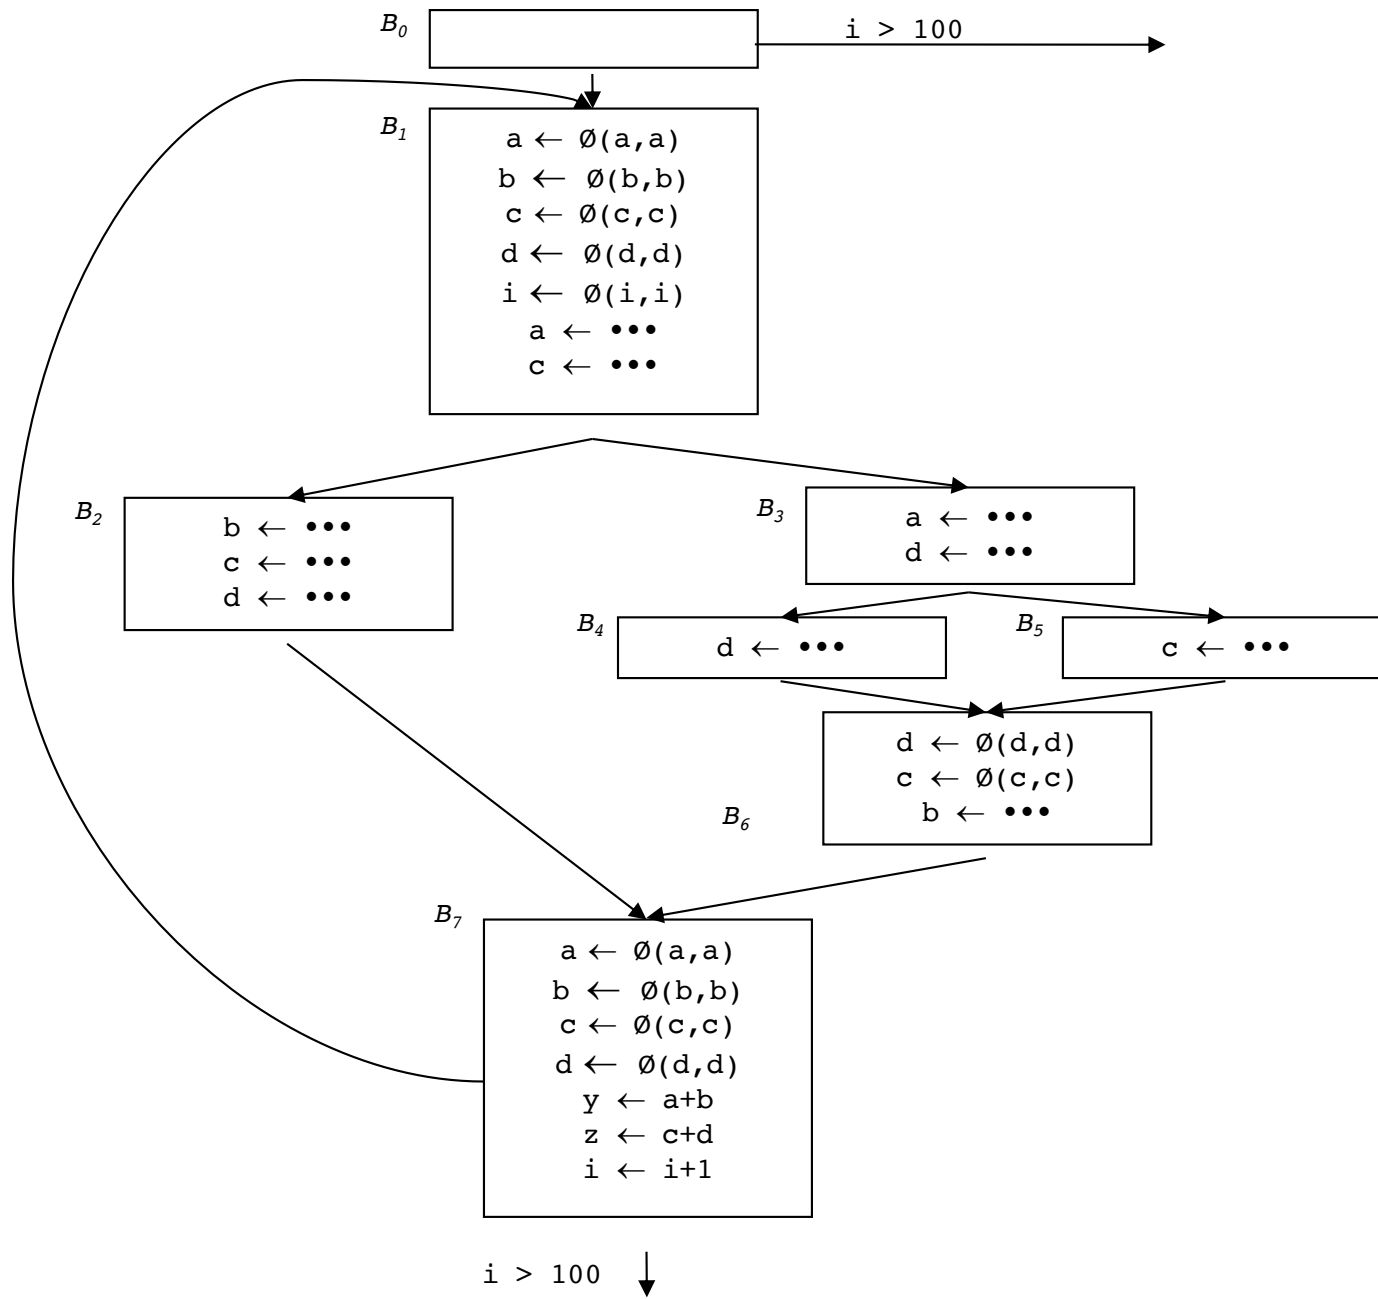 B0
i > 100
B1
a ← Ø(a,a)
b ← Ø(b,b)
c ← Ø(c,c)
d ← Ø(d,d)
i ← Ø(i,i)
a ← •••
c ← •••
B2
b ← •••
c ← •••
d ← •••
B3
a ← •••
d ← •••
B4
d ← •••
B5
c ← •••
d ← Ø(d,d)
c ← Ø(c,c)
b ← •••
B6
B7
a ← Ø(a,a)
b ← Ø(b,b)
c ← Ø(c,c)
d ← Ø(d,d)
y ← a+b
z ← c+d
i ← i+1
i > 100